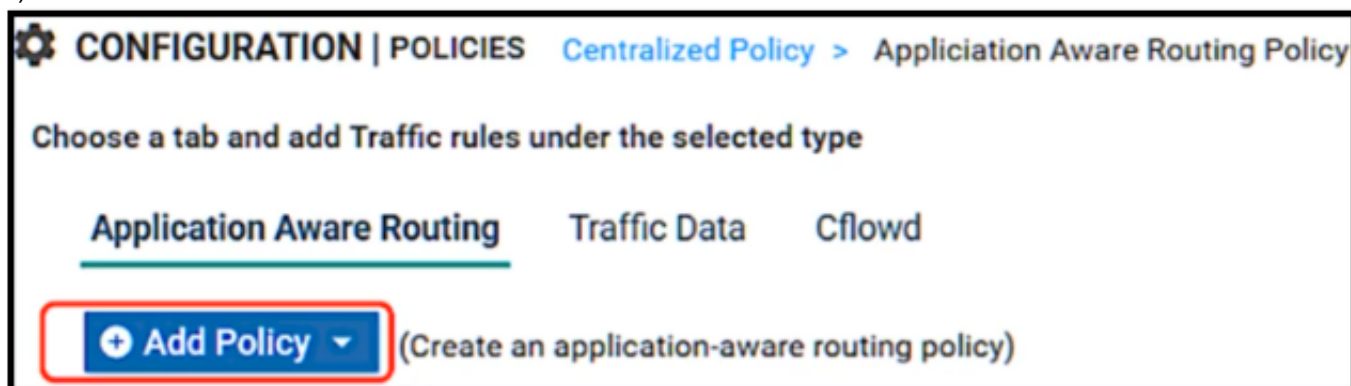 CONFIGURATION | POLICIES Centralized Policy > Appliciation Aware Routing Policy
Choose a tab and add Traffic rules under the selected type
Application Aware Routing Traffic Data Cflowd
Add Policy (Create an application-aware routing policy)